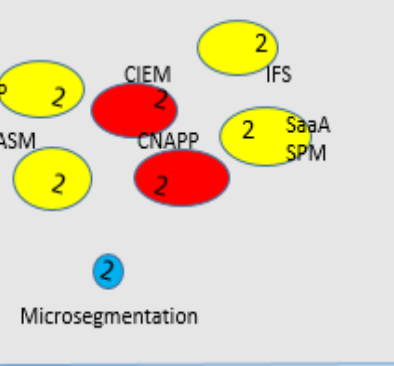 2
IFS
CIEM
P 2
2
2 SaaA
SPM
CNAPP
ASM
2
2
2
Microsegmentation